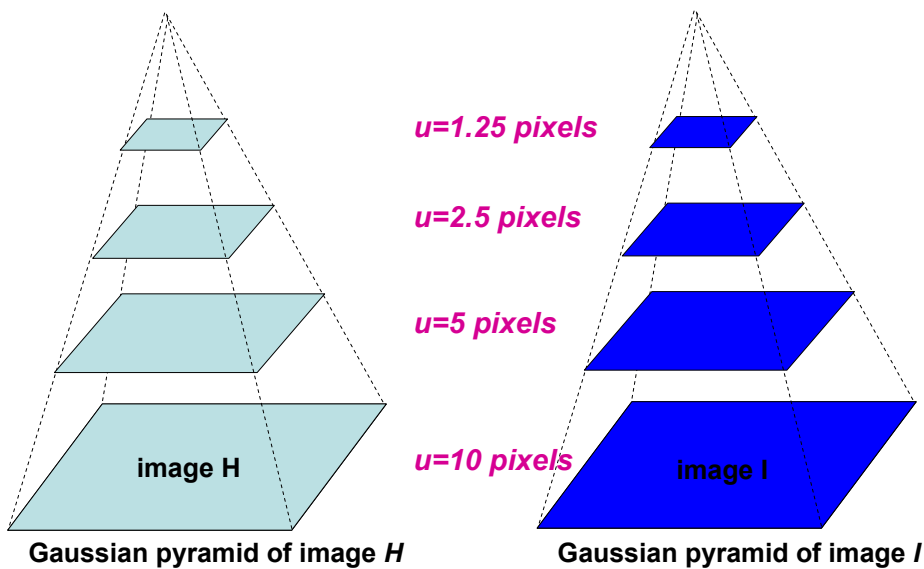 u=1.25 pixels
u=2.5 pixels
u=5 pixels
image H
u=10 pixels
image I
Gaussian pyramid of image H
Gaussian pyramid of image I